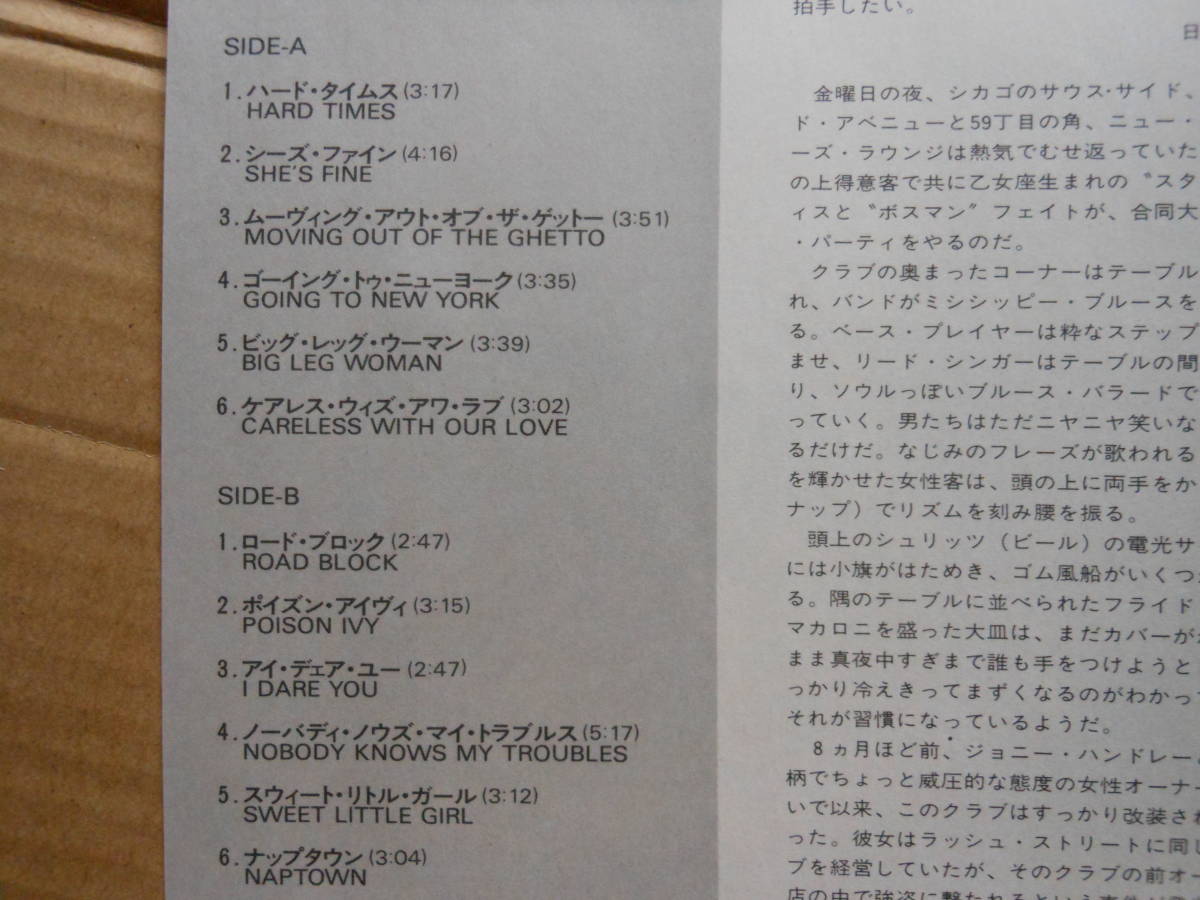 SIDE-A
1.ハード・タイムス(3:17)
HARD TIMES
2.シーズ・ファイン(4:16)
SHE'S FINE
3.ムーヴィング・アウト・オブ・ザ・ゲットー(3:51)
MOVING OUT OF THE GHETTO
4.ゴーイング・トゥ・ニューヨーク(3:35)
GOING TO NEW YORK
5.ビッグ・レッグ・ウーマン(3:39)
BIG LEG WOMAN
6.ケアレス・ウィズ・アワ・ラブ(3:02)
CARELESS WITH OUR LOVE
SIDE-B
1.ロード・ブロック(2:47)
ROAD BLOCK
2.ポイズン・アイヴィ(3:15)
POISON IVY
3.アイ・デェア・ユー(2:47)
I DARE YOU
4.ノーバディ・ノウズ・マイ・トラブルス(5:17)
NOBODY KNOWS MY TROUBLES
5.スウィート・リトル・ガール(3:12)
SWEET LITTLE GIRL
6.ナップタウン(3:04)
NAPTOWN
拍手したい。
日
金曜日の夜、シカゴのサウス・サイド、
ド・アベニューと59丁目の角、ニュー・
ーズ・ラウンジは熱気でむせ返っていた
の上得意客で共に乙女座生まれの〝スタ
ィスと〝ボスマン〟フェイトが、合同大
・パーティをやるのだ。
クラブの奥まったコーナーはテーブル
れ、バンドがミシシッピー・ブルースを
る。ベース・プレイヤーは粋なステップ
ませ、リード・シンガーはテーブルの間
り、ソウルっぽいブルース・バラードで
っていく。男たちはただニヤニヤ笑いな
るだけだ。なじみのフレーズが歌われる
を輝かせた女性客は、頭の上に両手をか
ナップ）でリズムを刻み腰を振る。
頭上のシュリッツ（ビール）の電光サ
には小旗がはためき、ゴム風船がいくつ
る。隅のテーブルに並べられたフライド
マカロニを盛った大皿は、まだカバーが
まま真夜中すぎまで誰も手をつけようと
っかり冷えきってまずくなるのがわかっ
それが習慣になっているようだ。
8ヵ月ほど前、ジョニー・ハンドレー
柄でちょっと威圧的な態度の女性オーナー
いで以来、このクラブはすっかり改装さ
った。彼女はラッシュ・ストリートに同じ
ブを経営していたが、そのクラブの前オー
店の中で強盗に撃たれるという事件が